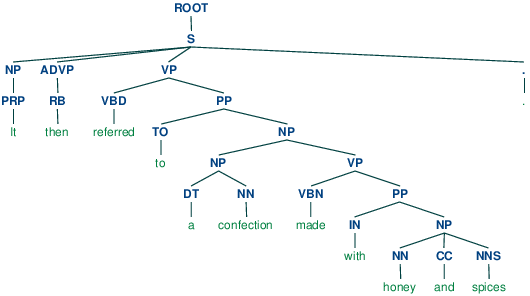 ROOT
S
NP ADVP VP .
PRP RB VBD PP .
It then referred TO NP
to NP VP
DT NN VBN PP
a confection made IN NP
with NN CC NNS
honey and spices